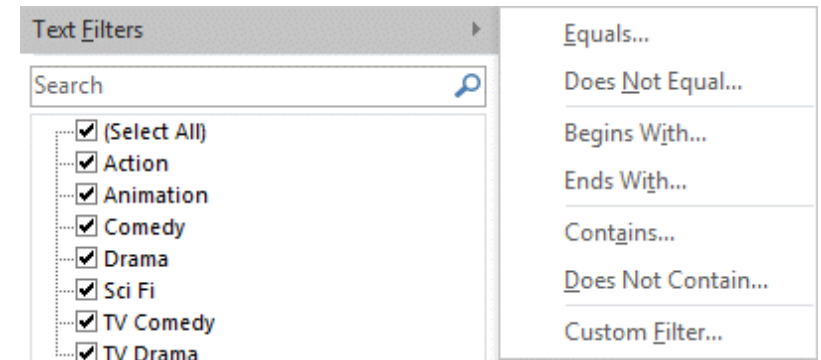 Text Filters
Search
(Select All)
Action
Animation
Comedy
Drama
Sci Fi
TV Comedy
TV Drama
Equals...
Does Not Equal...
Begins With...
Ends With...
Contains...
Does Not Contain...
Custom Filter...